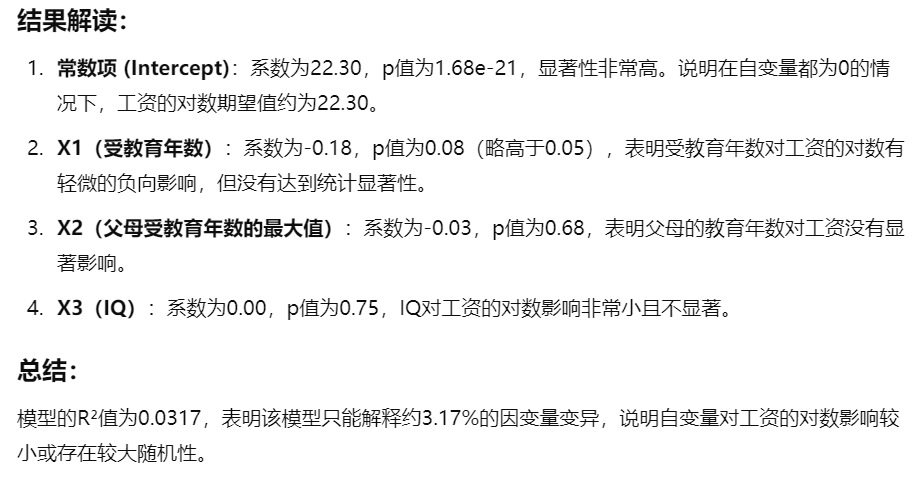 结果解读：
1. 常数项 (Intercept)：系数为22.30，p值为1.68e-21，显著性非常高。说明在自变量都为0的情
况下，工资的对数期望值约为22.30。
2. X1（受教育年数）：系数为-0.18，p值为0.08（略高于0.05），表明受教育年数对工资的对数有
轻微的负向影响，但没有达到统计显著性。
3. X2（父母受教育年数的最大值）：系数为-0.03，p值为0.68，表明父母的教育年数对工资没有显
著影响。
4. X3（IQ）：系数为0.00，p值为0.75，IQ对工资的对数影响非常小且不显著。
总结：
模型的R²值为0.0317，表明该模型只能解释约3.17%的因变量变异，说明自变量对工资的对数影响较
小或存在较大随机性。